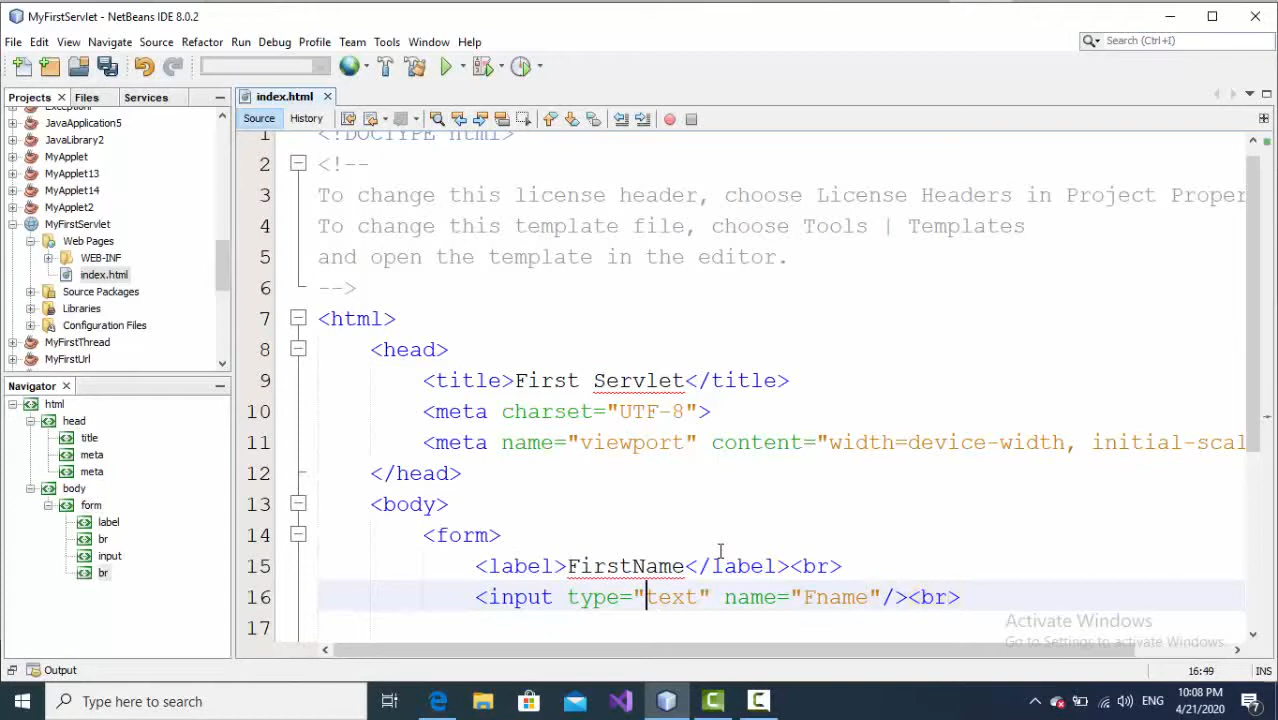 MyFirstServlet - NetBeans IDE 8.0.2
File Edit View Navigate Source Refactor Run Debug Profile Team Tools Window Help
Search (Ctrl+I)
Projects Files Services
index.html
Source History
Exception
JavaApplication5
JavaLibrary2
MyApplet
MyApplet13
MyApplet14
MyApplet2
MyFirstServlet
Web Pages
WEB-INF
index.html
Source Packages
Libraries
Configuration Files
MyFirstThread
MyFirstUrl
Navigator
html
head
title
meta
meta
body
form
label
br
input
br
1 <!DOCTYPE html>
2 <!--
3 To change this license header, choose License Headers in Project Proper
4 To change this template file, choose Tools | Templates
5 and open the template in the editor.
6 -->
7 <html>
8 <head>
9 <title>First Servlet</title>
10 <meta charset="UTF-8">
11 <meta name="viewport" content="width=device-width, initial-scal
12 </head>
13 <body>
14 <form>
15 <label>FirstName</label><br>
16 <input type="text" name="Fname"/><br>
17
Activate Windows
Go to Settings to activate Windows.
Output
16:49 INS
Type here to search
ENG
10:08 PM
4/21/2020
7